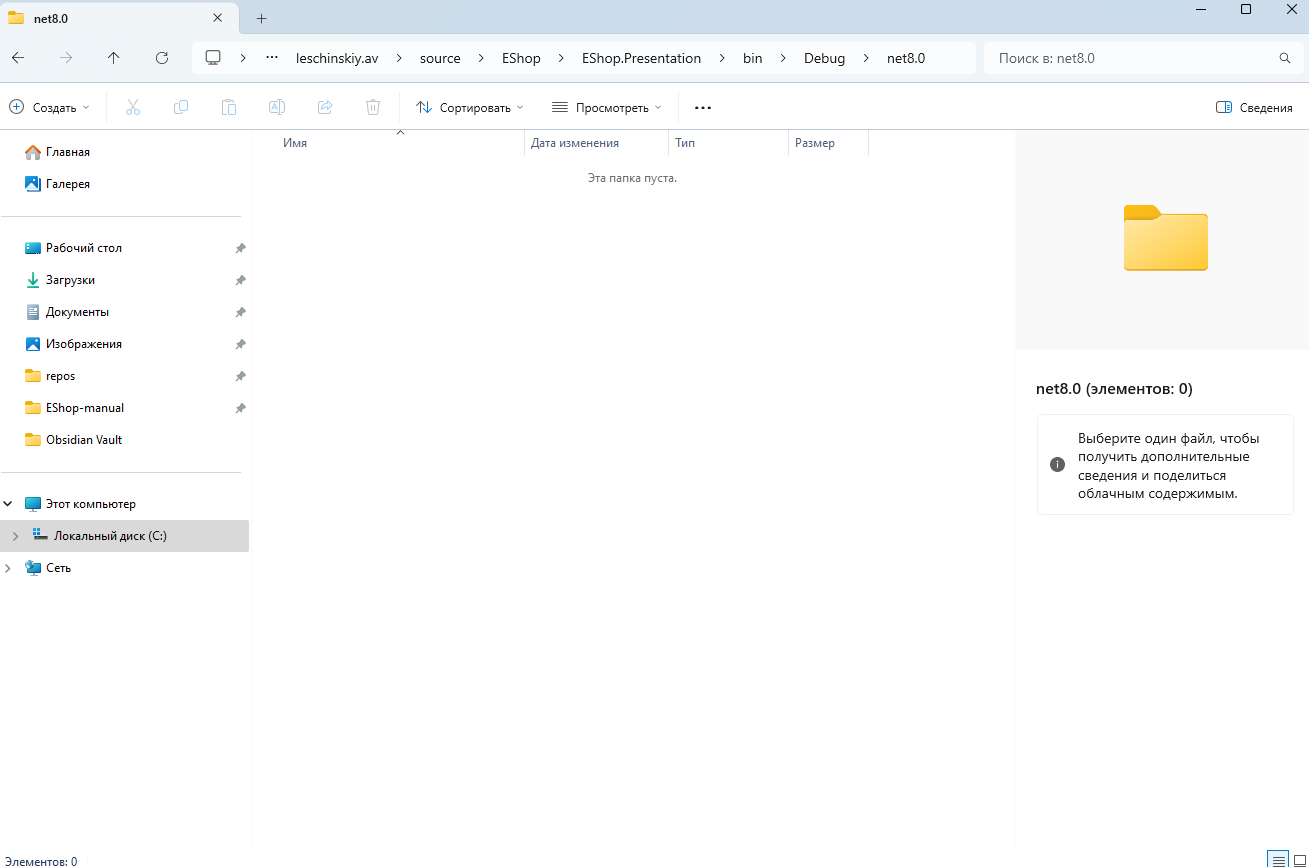 net8.0
leschinskiy.av
source
EShop
EShop.Presentation
bin
Debug
net8.0
Поиск в: net8.0
Создать
Сортировать
Просмотреть
Сведения
Главная
Галерея
Рабочий стол
Загрузки
Документы
Изображения
repos
EShop-manual
Obsidian Vault
Этот компьютер
Локальный диск (C:)
Сеть
Имя
Дата изменения
Тип
Размер
Эта папка пуста.
net8.0 (элементов: 0)
Выберите один файл, чтобы
получить дополнительные
сведения и поделиться
облачным содержимым.
Элементов: 0